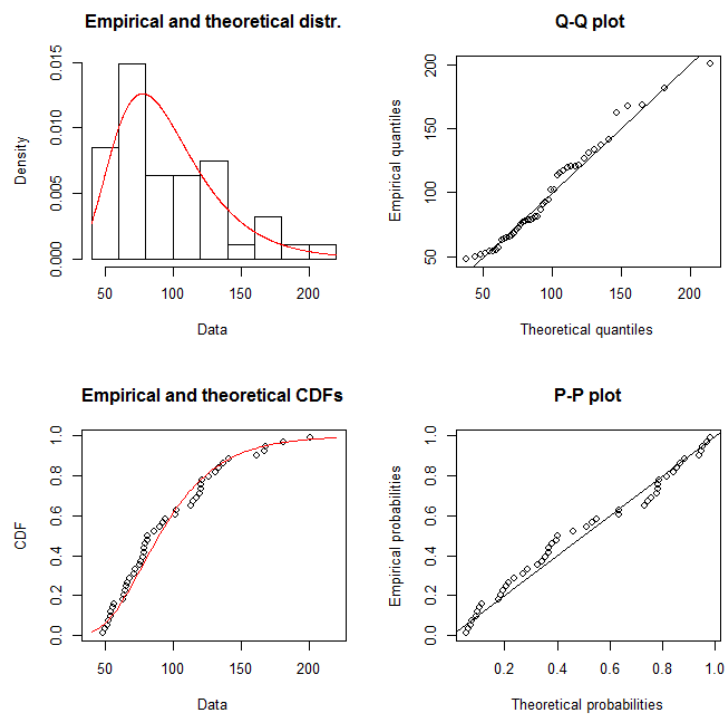 Empirical and theoretical distr.
Density
0.000 0.005 0.010 0.015
50 100 150 200
Data
Q-Q plot
Empirical quantiles
50 100 150 200
50 100 150 200
Theoretical quantiles
Empirical and theoretical CDFs
CDF
0.0 0.2 0.4 0.6 0.8 1.0
50 100 150 200
Data
P-P plot
Empirical probabilities
0.0 0.2 0.4 0.6 0.8 1.0
0.2 0.4 0.6 0.8 1.0
Theoretical probabilities